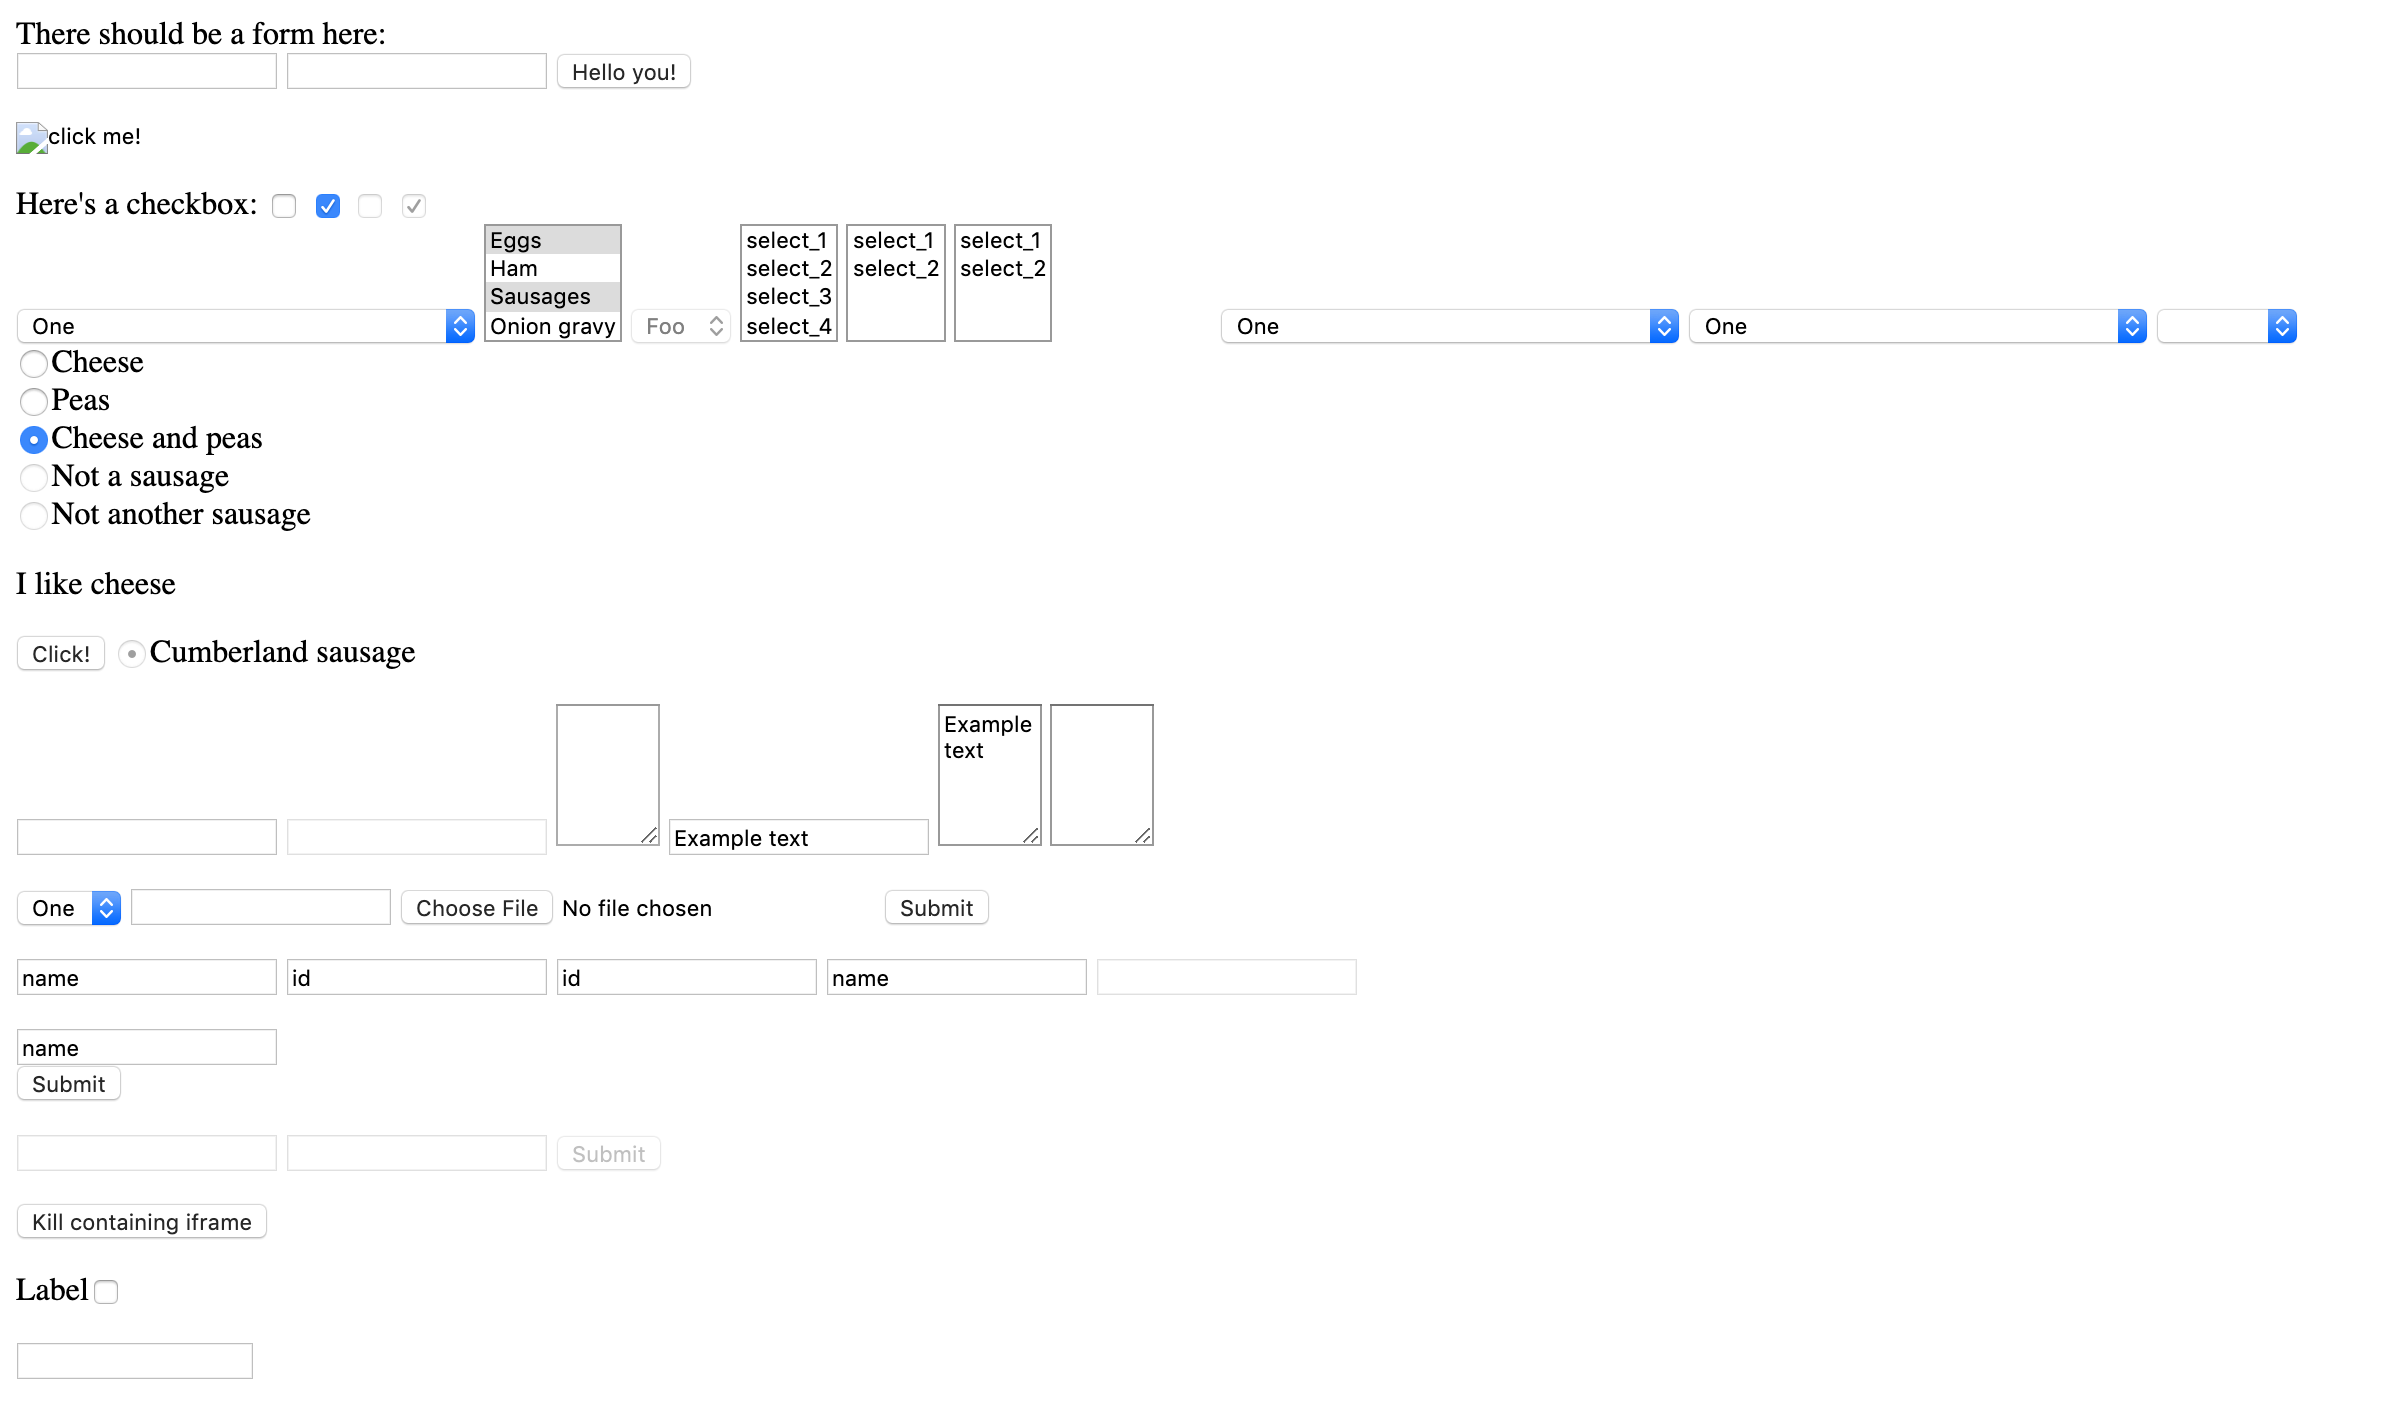 There should be a form here:
Hello you!
click me!
Here's a checkbox:
Eggs select_1 select_1 select_1
Ham select_2 select_2 select_2
Sausages select_3
One Onion gravy Foo select_4 One One
Cheese
Peas
Cheese and peas
Not a sausage
Not another sausage
I like cheese
Click! Cumberland sausage
Example
text
Example text
One Choose File No file chosen Submit
name id id name
name
Submit
Submit
Kill containing iframe
Label